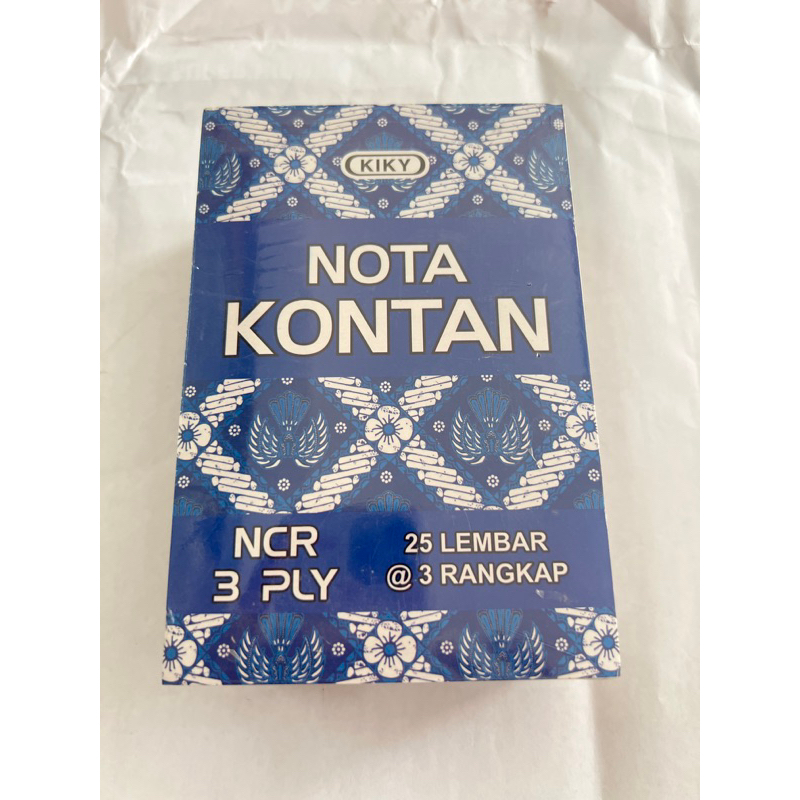 KIKY
NOTA
KONTAN
NCR
3 PLY
25 LEMBAR
@ 3 RANGKAP